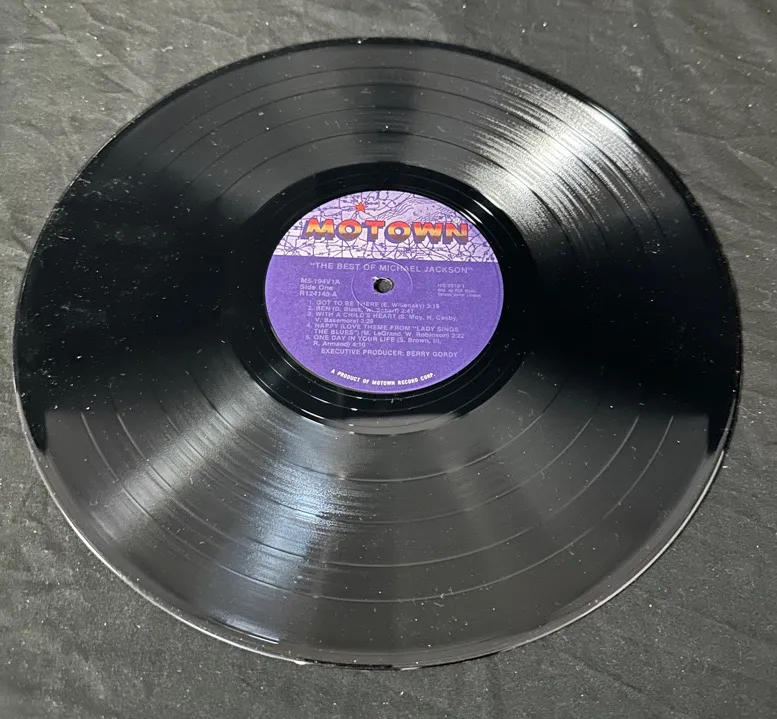 MOTOWN
"THE BEST OF MICHAEL JACKSON"
M5-194V1A
Side One
R124145-A
1. GOT TO BE THERE (E. Willensky) 3:19
2. BEN (D. Black, W. Scharf) 2:41
3. WITH A CHILD'S HEART (S. Moy, H. Cosby,
V. Basemore) 3:29
4. HAPPY (LOVE THEME FROM "LADY SINGS
THE BLUES") (M. LeGrand, W. Robinson) 3:22
5. ONE DAY IN YOUR LIFE (S. Brown, III,
R. Armand) 4:10
EXECUTIVE PRODUCER: BERRY GORDY
A PRODUCT OF MOTOWN RECORD CORP.